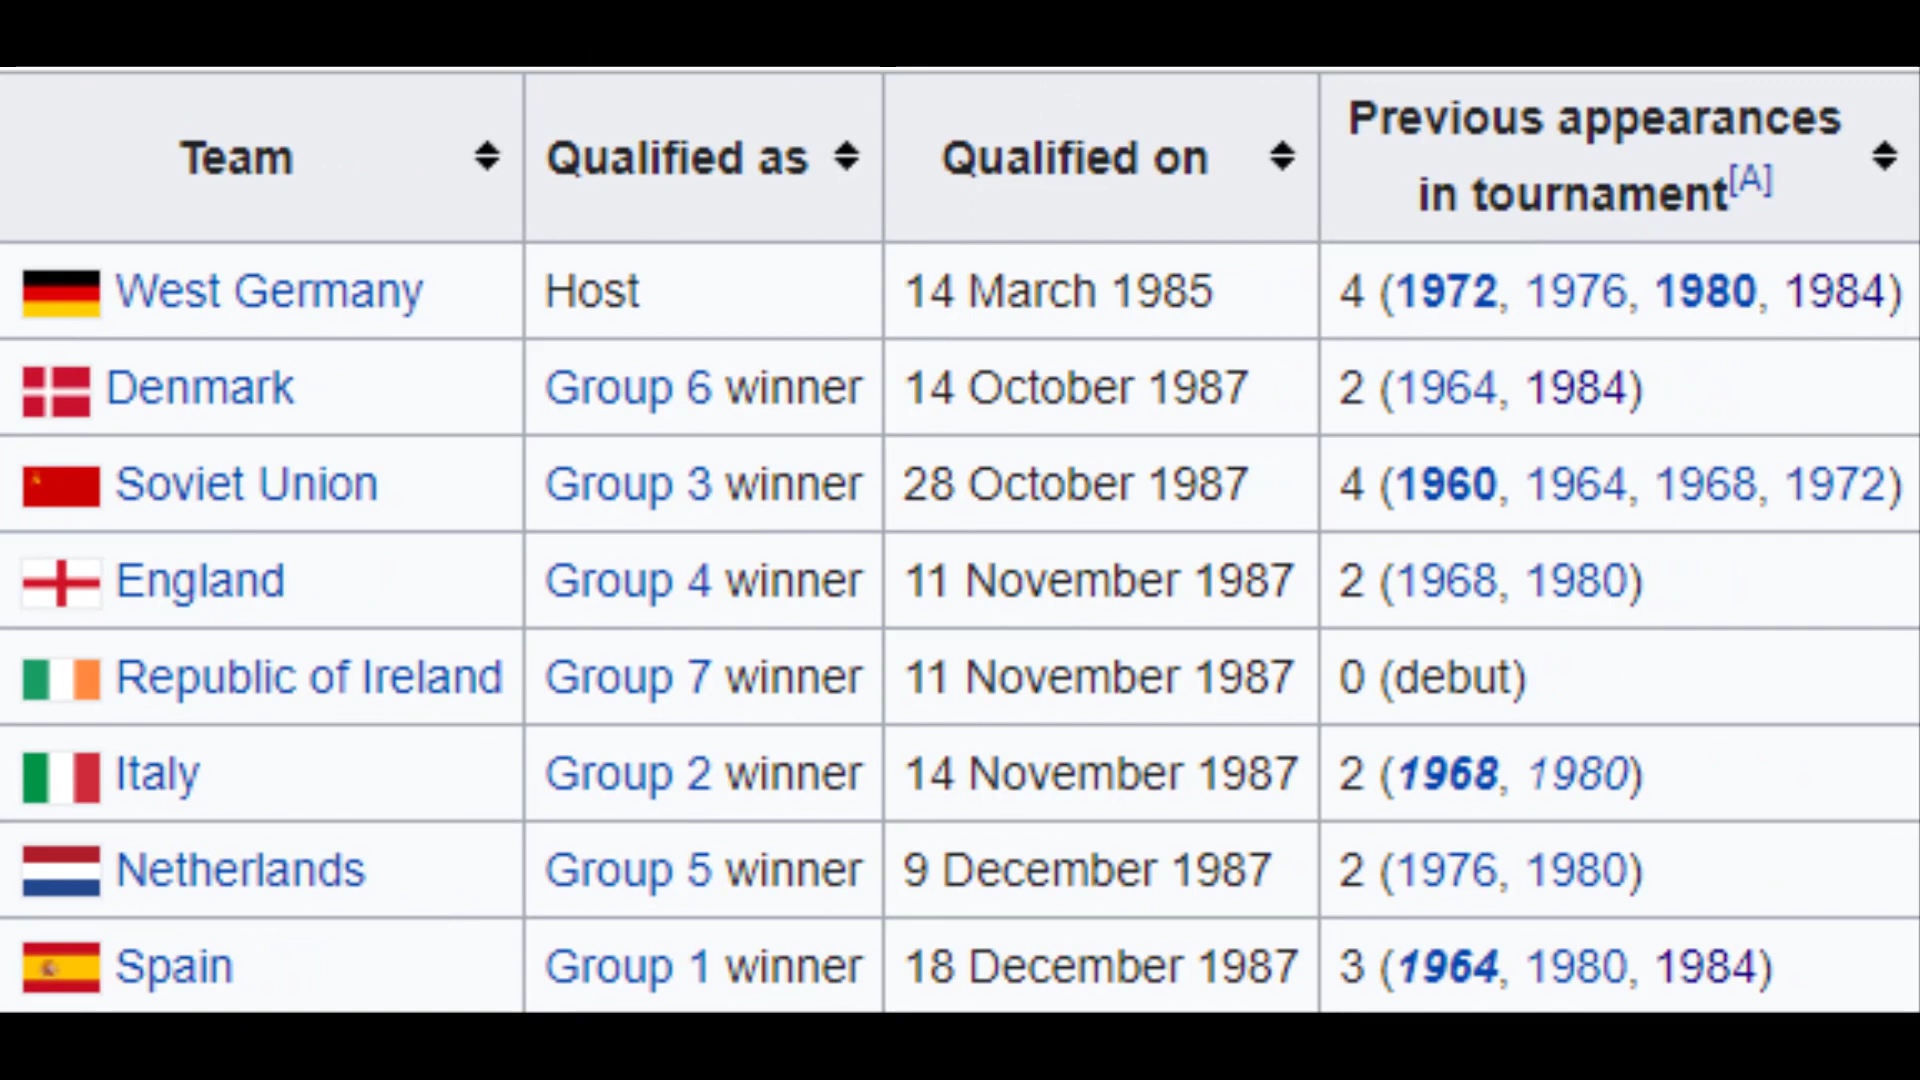 Team Qualified as Qualified on Previous appearances in tournament[A]
West Germany Host 14 March 1985 4 (1972, 1976, 1980, 1984)
Denmark Group 6 winner 14 October 1987 2 (1964, 1984)
Soviet Union Group 3 winner 28 October 1987 4 (1960, 1964, 1968, 1972)
England Group 4 winner 11 November 1987 2 (1968, 1980)
Republic of Ireland Group 7 winner 11 November 1987 0 (debut)
Italy Group 2 winner 14 November 1987 2 (1968, 1980)
Netherlands Group 5 winner 9 December 1987 2 (1976, 1980)
Spain Group 1 winner 18 December 1987 3 (1964, 1980, 1984)